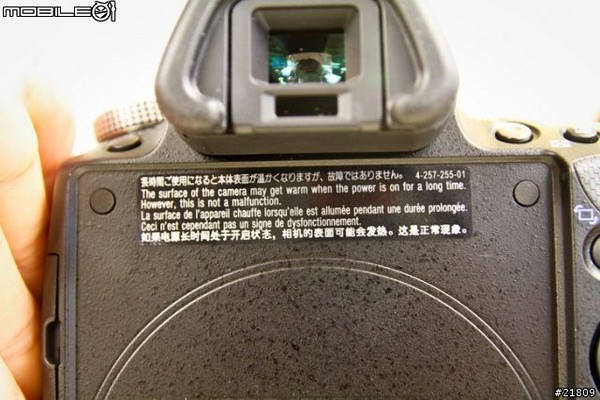 MOBILE01
長時間ご使用になると本体表面が温かくなりますが、故障ではありません。 4-257-255-01
The surface of the camera may get warm when the power is on for a long time.
However, this is not a malfunction.
La surface de l'appareil chauffe lorsqu'elle est allumée pendant une durée prolongée.
Ceci n'est cependant pas un signe de dysfonctionnement.
如果电源长时间处于开启状态，相机的表面可能会发热。这是正常现象。
#21809